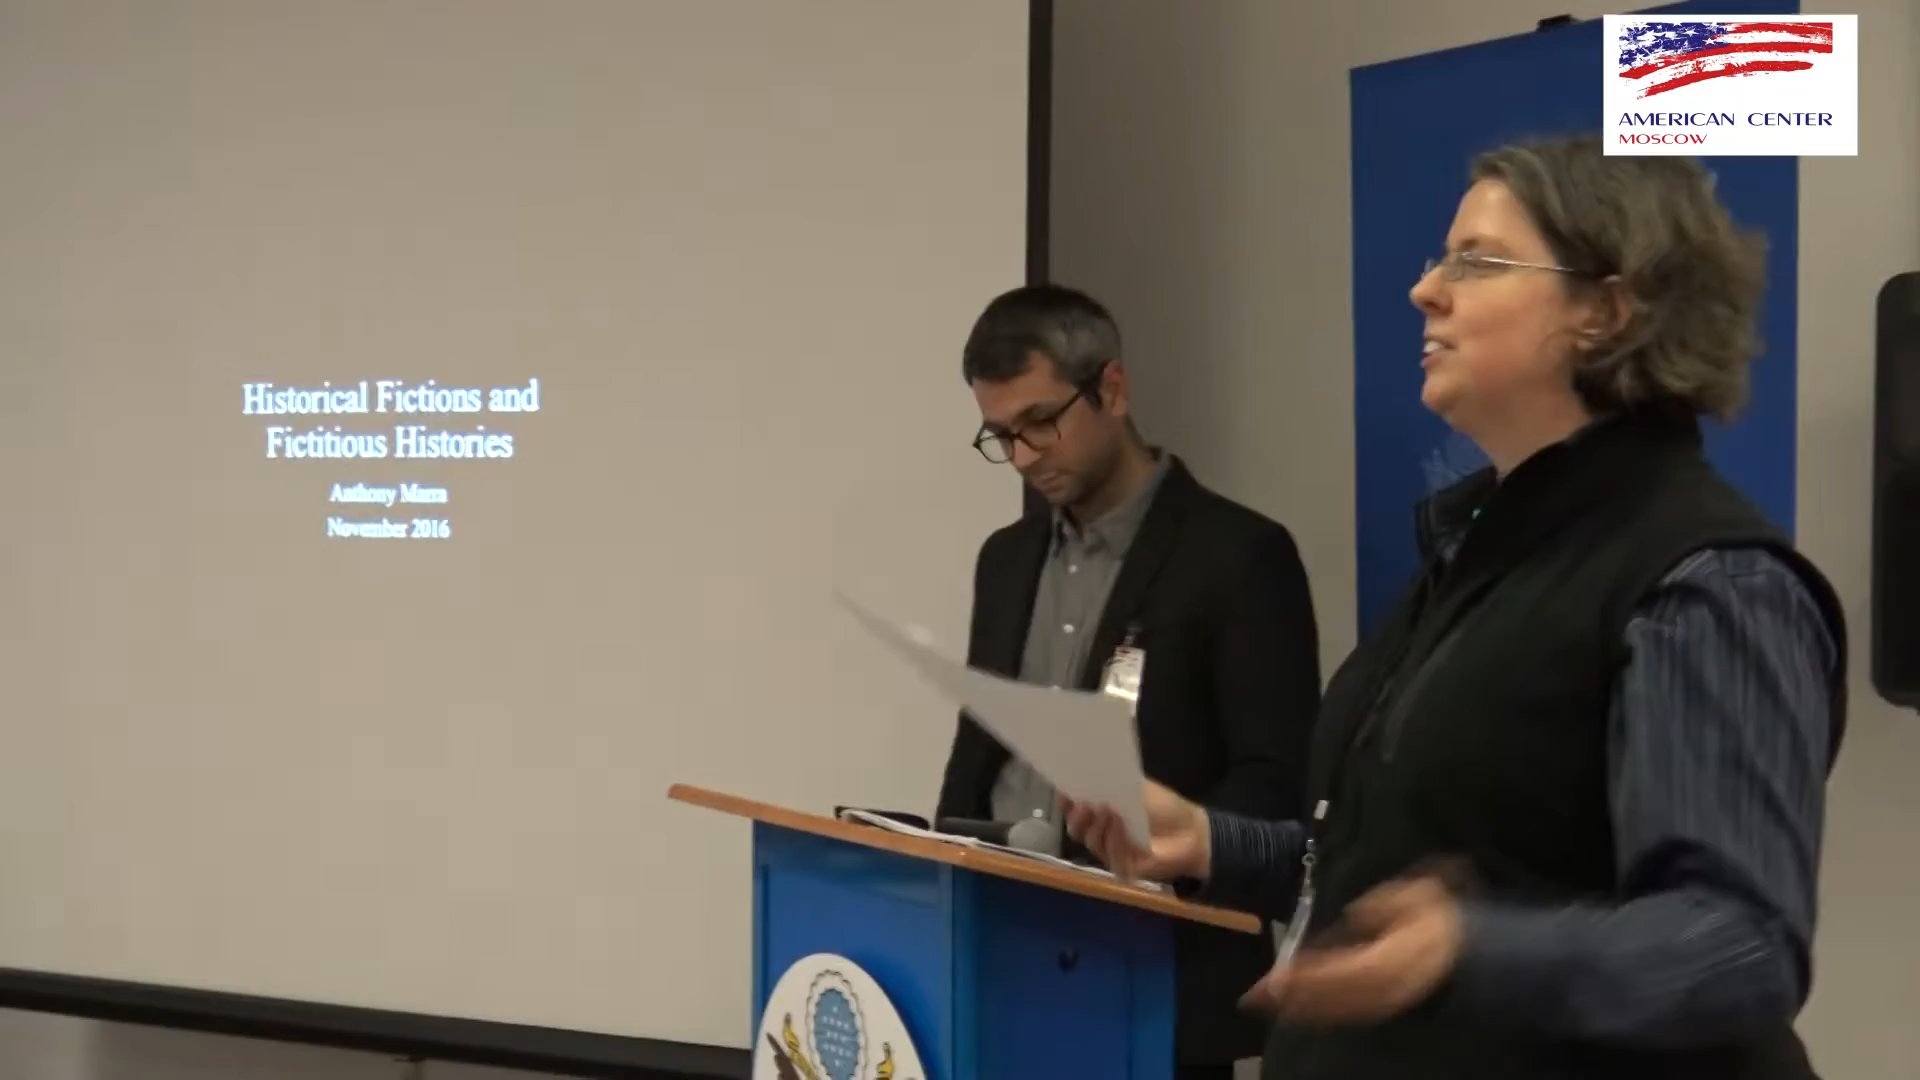 AMERICAN CENTER
MOSCOW
Historical Fictions and
Fictitious Histories
Anthony Marra
November 2016